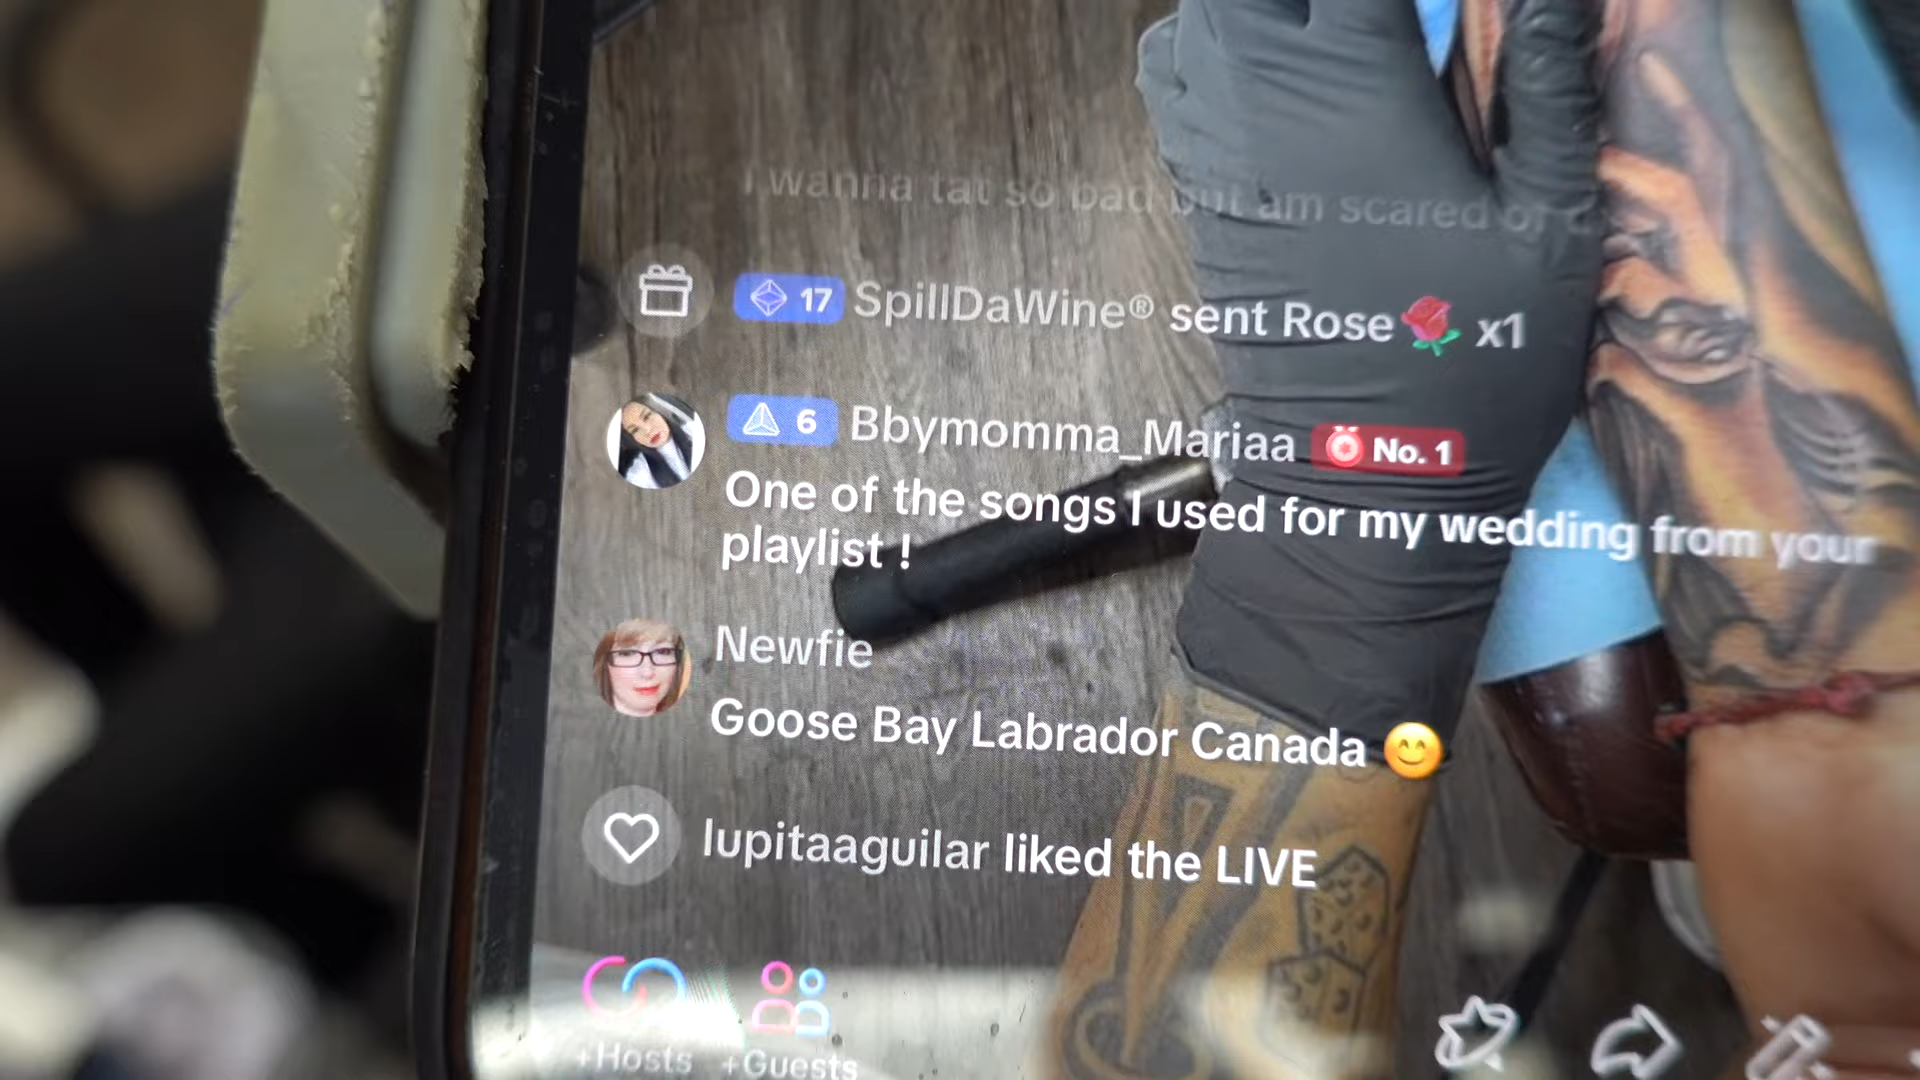 I wanna tat so bad but am scared of
17 SpillDaWine® sent Rose🌹 x1
6 Bbymomma_Mariaa No. 1
One of the songs I used for my wedding from your
playlist !
Newfie
Goose Bay Labrador Canada 😊
lupitaaguilar liked the LIVE
+Hosts +Guests